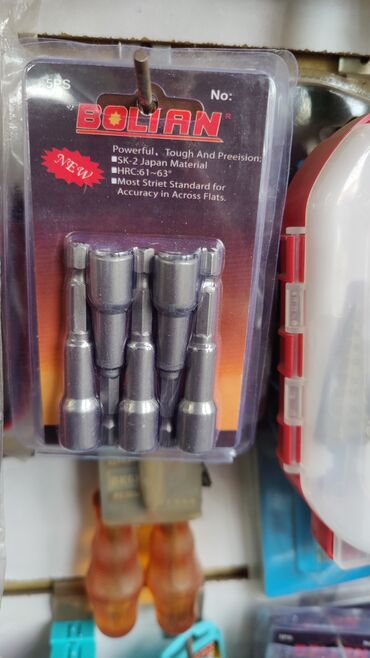 5PS
No:
BOLIAN®
Powerful, Tough And Preeision:
■SK-2 Japan Material
■HRC:61~63°
■Most Striet Standard for
Accuracy in Across Flats.
NEW